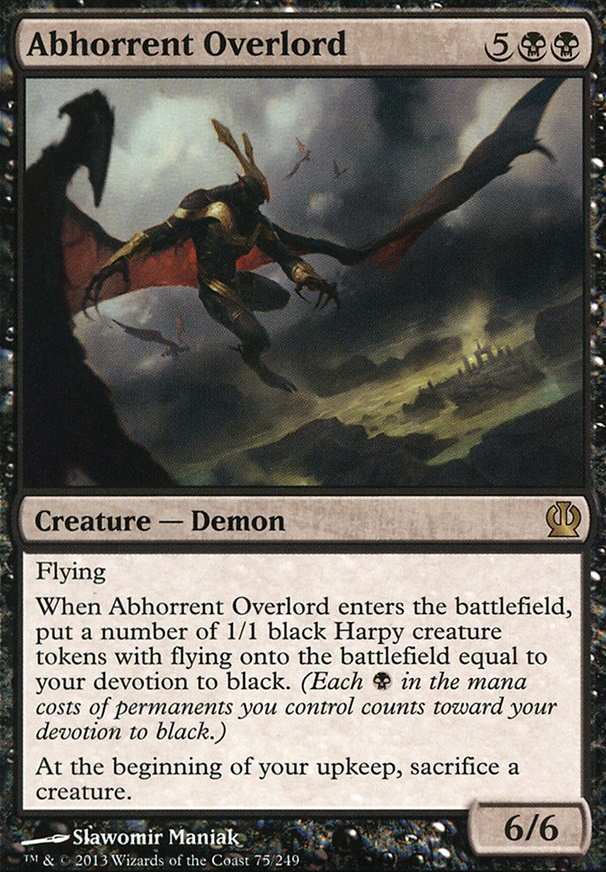 Abhorrent Overlord 5
Creature — Demon
Flying
When Abhorrent Overlord enters the battlefield,
put a number of 1/1 black Harpy creature
tokens with flying onto the battlefield equal to
your devotion to black. (Each in the mana
costs of permanents you control counts toward your
devotion to black.)
At the beginning of your upkeep, sacrifice a
creature.
6/6
Sławomir Maniak
™ & © 2013 Wizards of the Coast 75/249